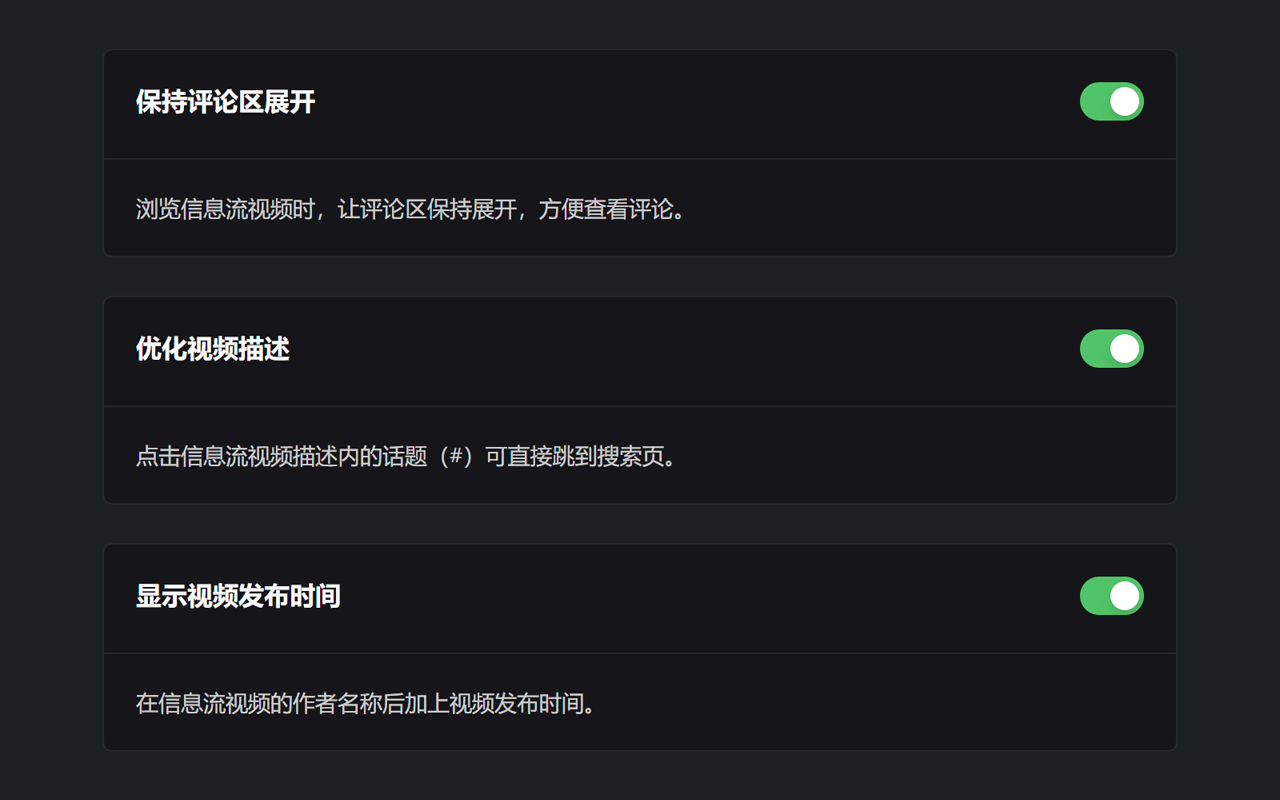 保持评论区展开
浏览信息流视频时，让评论区保持展开，方便查看评论。
优化视频描述
点击信息流视频描述内的话题（#）可直接跳到搜索页。
显示视频发布时间
在信息流视频的作者名称后加上视频发布时间。